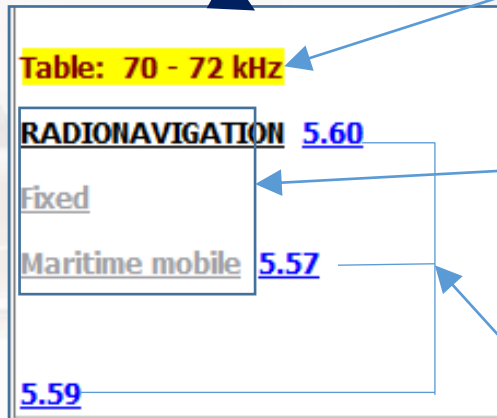 Table: 70 - 72 kHz
RADIONAVIGATION 5.60
Fixed
Maritime mobile 5.57
5.59